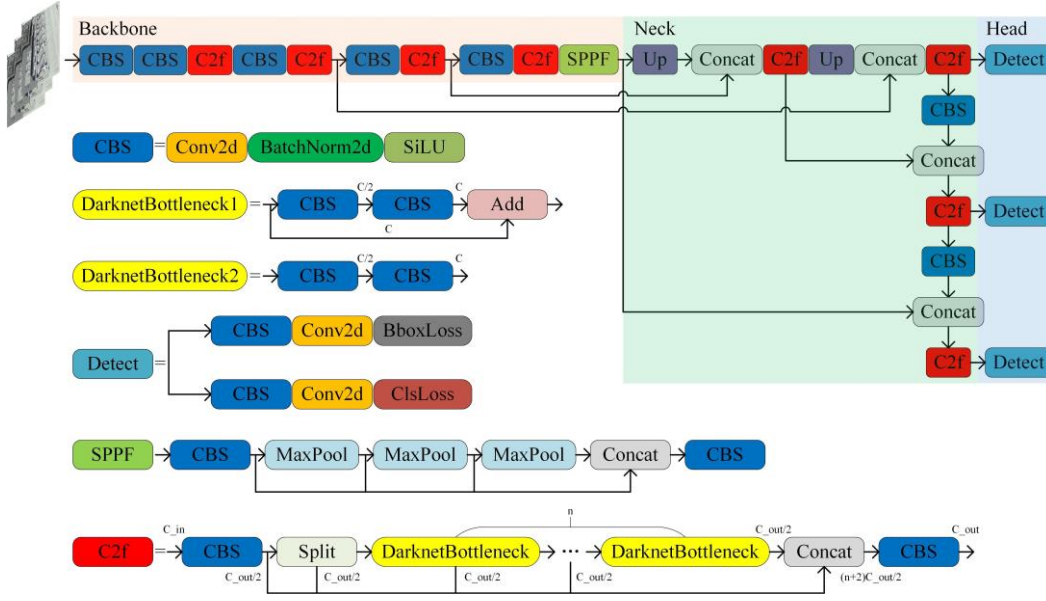 Backbone Neck Head
CBS CBS C2f CBS C2f CBS C2f CBS C2f SPPF Up Concat C2f Up Concat C2f Detect
CBS
Concat
C2f Detect
CBS
Concat
C2f Detect
CBS = Conv2d BatchNorm2d SiLU
C/2 C
DarknetBottleneck1 = CBS CBS Add
C
C/2 C
DarknetBottleneck2 = CBS CBS
CBS Conv2d BboxLoss
Detect =
CBS Conv2d ClsLoss
SPPF = CBS MaxPool MaxPool MaxPool Concat CBS
n
C_in C_out/2 C_out
C2f = CBS Split DarknetBottleneck ... DarknetBottleneck Concat CBS
C_out/2 C_out/2 C_out/2 C_out/2 (n+2)C_out/2